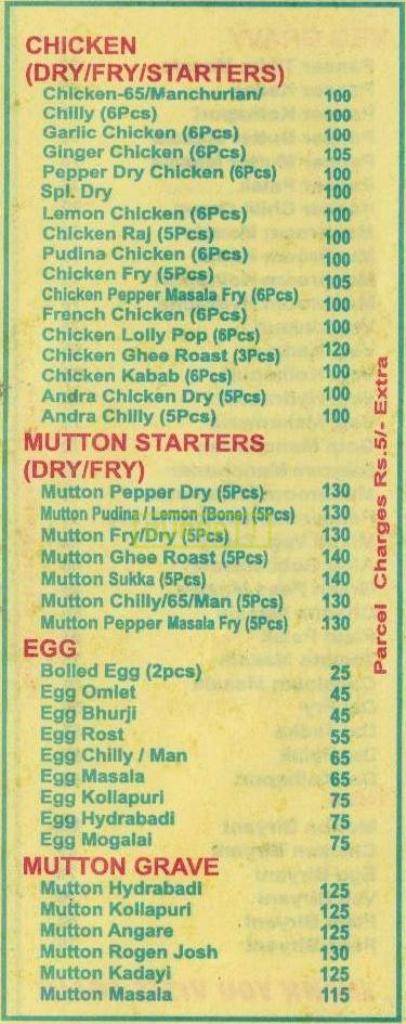 CHICKEN
(DRY/FRY/STARTERS)
Chicken-65/Manchurian/ 100
Chilly (6Pcs) 100
Garlic Chicken (6Pcs) 100
Ginger Chicken (6Pcs) 105
Pepper Dry Chicken (6Pcs) 100
Spl. Dry 100
Lemon Chicken (6Pcs) 100
Chicken Raj (5Pcs) 100
Pudina Chicken (6Pcs) 100
Chicken Fry (5Pcs) 100
Chicken Pepper Masala Fry (6Pcs) 105
French Chicken (6Pcs) 100
Chicken Lolly Pop (6Pcs) 100
Chicken Ghee Roast (3Pcs) 120
Chicken Kabab (6Pcs) 100
Andra Chicken Dry (5Pcs) 100
Andra Chilly (5Pcs) 100
MUTTON STARTERS
(DRY/FRY)
Mutton Pepper Dry (5Pcs) 130
Mutton Pudina / Lemon (Bone) (5Pcs) 130
Mutton Fry/Dry (5Pcs) 130
Mutton Ghee Roast (5Pcs) 140
Mutton Sukka (5Pcs) 140
Mutton Chilly/65/Man (5Pcs) 130
Mutton Pepper Masala Fry (5Pcs) 130
EGG
Boiled Egg (2pcs) 25
Egg Omlet 45
Egg Bhurji 45
Egg Rost 55
Egg Chilly / Man 65
Egg Masala 65
Egg Kollapuri 75
Egg Hydrabadi 75
Egg Mogalai 75
MUTTON GRAVE
Mutton Hydrabadi 125
Mutton Kollapuri 125
Mutton Angare 125
Mutton Rogen Josh 130
Mutton Kadayi 125
Mutton Masala 115
Parcel Charges Rs.5/- Extra